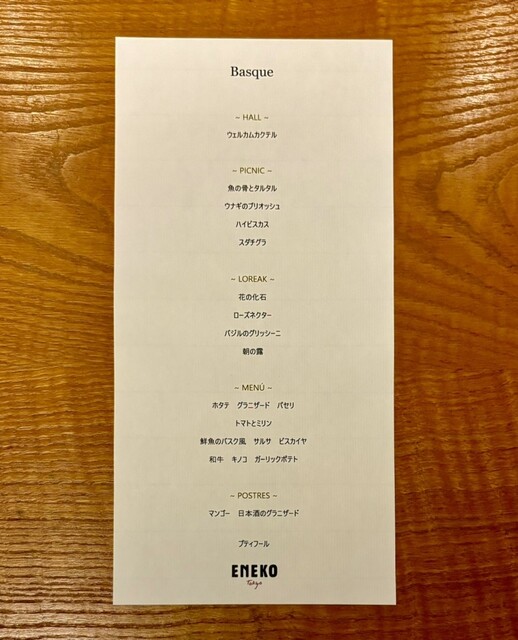 Basque
~ HALL ~
ウェルカムカクテル
~ PICNIC ~
魚の骨とタルタル
ウナギのブリオッシュ
ハイビスカス
スダチグラ
~ LOREAK ~
花の化石
ローズネクター
バジルのグリッシーニ
朝の露
~ MENÚ ~
ホタテ グラニザード パセリ
トマトとミリン
鮮魚のバスク風 サルサ ビスカイヤ
和牛 キノコ ガーリックポテト
~ POSTRES ~
マンゴー 日本酒のグラニザード
プティフール
ENEKO
Tokyo